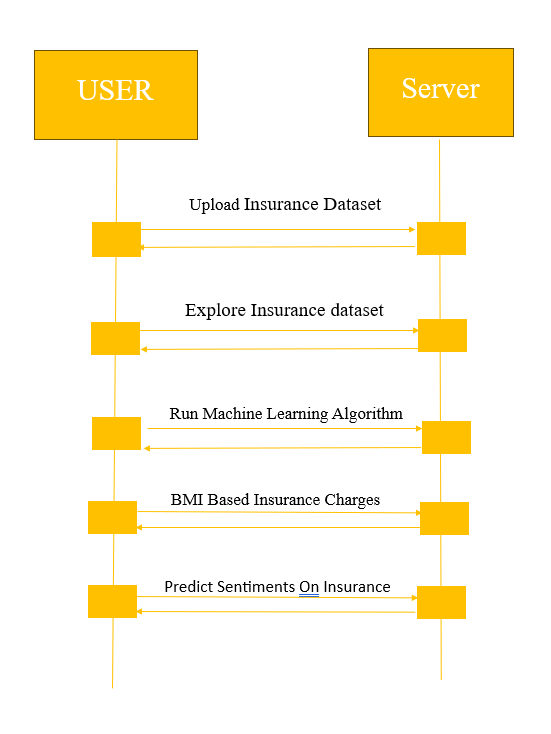 USER
Server
Upload Insurance Dataset
Explore Insurance dataset
Run Machine Learning Algorithm
BMI Based Insurance Charges
Predict Sentiments On Insurance